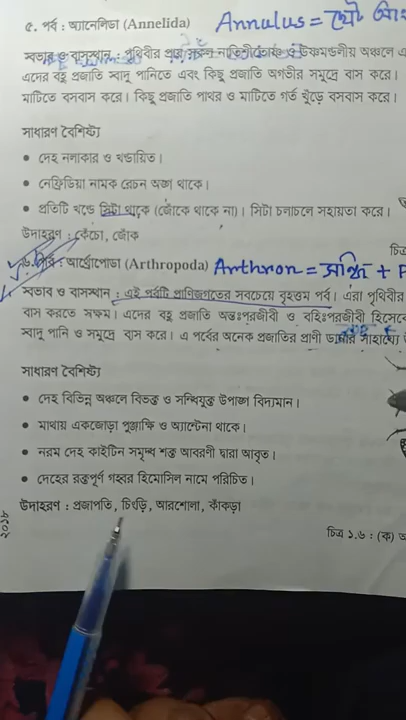 ৫. পর্ব : অ্যানেলিডা (Annelida) Annulus =
স্বভাব ও বাসস্থান : পৃথিবীর প্রায় সকল নাতিশীতোষ্ণ ও উষ্ণমণ্ডলীয় অঞ্চলে
এদের বহু প্রজাতি স্বাদু পানিতে এবং কিছু প্রজাতি অগভীর সমুদ্রে বাস করে।
মাটিতে বসবাস করে। কিছু প্রজাতি পাথর ও মাটিতে গর্ত খুঁড়ে বসবাস করে।
সাধারণ বৈশিষ্ট্য
• দেহ নলাকার ও খন্ডায়িত।
• নেফ্রিডিয়া নামক রেচন অঙ্গ থাকে।
• প্রতিটি খন্ডে সিটা থাকে (জোঁকে থাকে না)। সিটা চলাচলে সহায়তা করে।
উদাহরণ : কেঁচো, জোঁক
চিত্র
৬. পর্ব : আর্থ্রোপোডা (Arthropoda) Arthron = সন্ধি +
স্বভাব ও বাসস্থান : এই পর্বটি প্রাণিজগতের সবচেয়ে বৃহত্তম পর্ব। এরা পৃথিবীর
বাস করতে সক্ষম। এদের বহু প্রজাতি অন্তঃপরজীবী ও বহিঃপরজীবী হিসেবে
স্বাদু পানি ও সমুদ্রে বাস করে। এ পর্বের অনেক প্রজাতির প্রাণী ডানার সাহায্যে
সাধারণ বৈশিষ্ট্য
• দেহ বিভিন্ন অঞ্চলে বিভক্ত ও সন্ধিযুক্ত উপাঙ্গ বিদ্যমান।
• মাথায় একজোড়া পুঞ্জাক্ষি ও অ্যান্টেনা থাকে।
• নরম দেহ কাইটিন সমৃদ্ধ শক্ত আবরণী দ্বারা আবৃত।
• দেহের রক্তপূর্ণ গহ্বর হিমোসিল নামে পরিচিত।
উদাহরণ : প্রজাপতি, চিংড়ি, আরশোলা, কাঁকড়া
চিত্র ১.৬ : (ক)
২০১৮